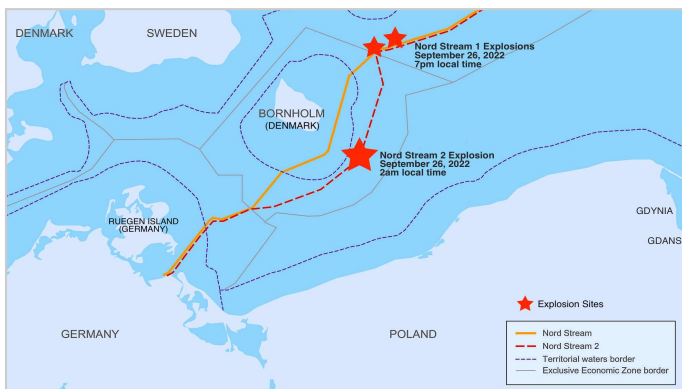 DENMARK
SWEDEN
Nord Stream 1 Explosions
September 26, 2022
7pm local time
BORNHOLM
(DENMARK)
Nord Stream 2 Explosion
September 26, 2022
2am local time
RUEGEN ISLAND
(GERMANY)
GDYNIA
GDANS
Explosion Sites
GERMANY
POLAND
Nord Stream
Nord Stream 2
Territorial waters border
Exclusive Economic Zone border